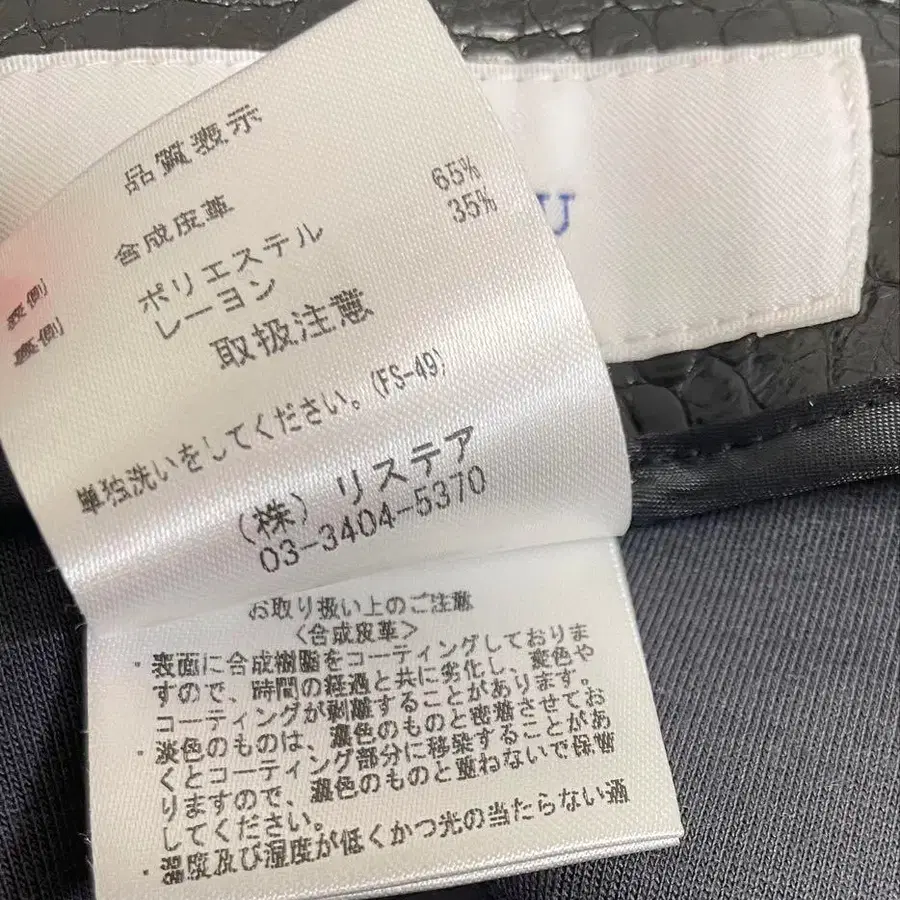 品質表示
表側 合成皮革
裏側 ポリエステル 65%
レーヨン 35%
取扱注意
単独洗いをしてください。(FS-49)
(株) リステア
03-3404-5370
お取り扱い上のご注意
<合成皮革>
・表面に合成樹脂をコーティングしておりま
すので、時間の経過と共に劣化し、変色や
コーティングが剥離することがあります。
・淡色のものは、濃色のものと密着させてお
くとコーティング部分に移染することがあ
りますので、濃色のものと重ねないで保管
してください。
・温度及び湿度が低くかつ光の当たらない通
U